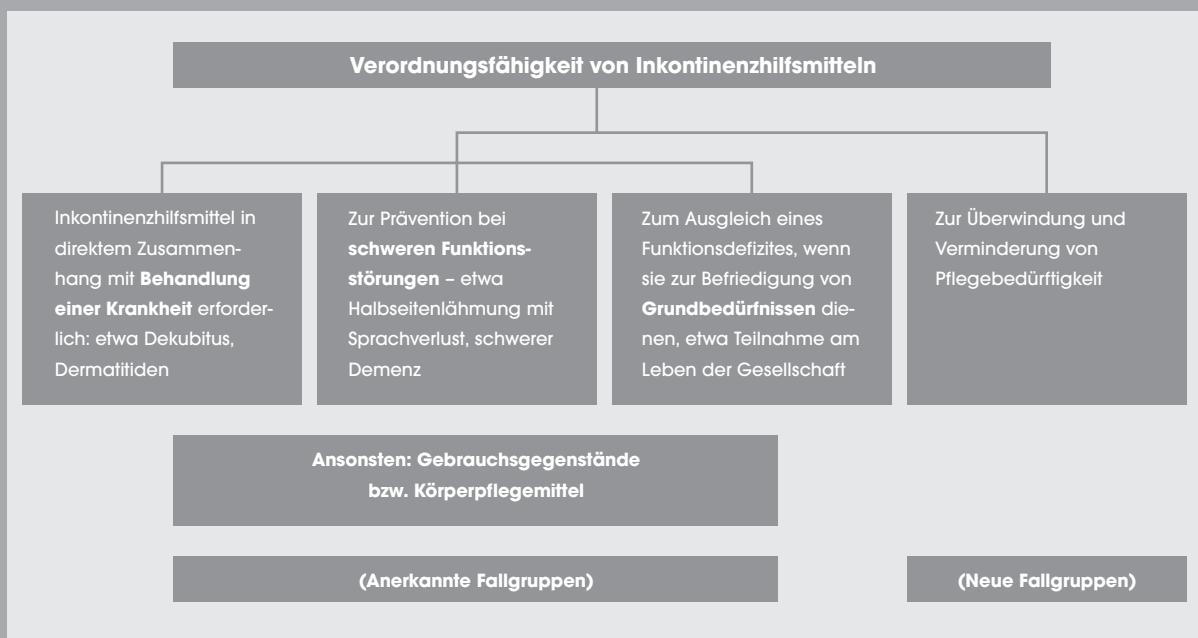 Verordnungsfähigkeit von Inkontinenzhilfsmitteln
Inkontinenzhilfsmittel in
direktem Zusammen-
hang mit Behandlung
einer Krankheit erforder-
lich: etwa Dekubitus,
Dermatitiden
Zur Prävention bei
schweren Funktions-
störungen – etwa
Halbseitenlähmung mit
Sprachverlust, schwerer
Demenz
Zum Ausgleich eines
Funktionsdefizites, wenn
sie zur Befriedigung von
Grundbedürfnissen die-
nen, etwa Teilnahme am
Leben der Gesellschaft
Zur Überwindung und
Verminderung von
Pflegebedürftigkeit
Ansonsten: Gebrauchsgegenstände
bzw. Körperpflegemittel
(Anerkannte Fallgruppen)
(Neue Fallgruppen)